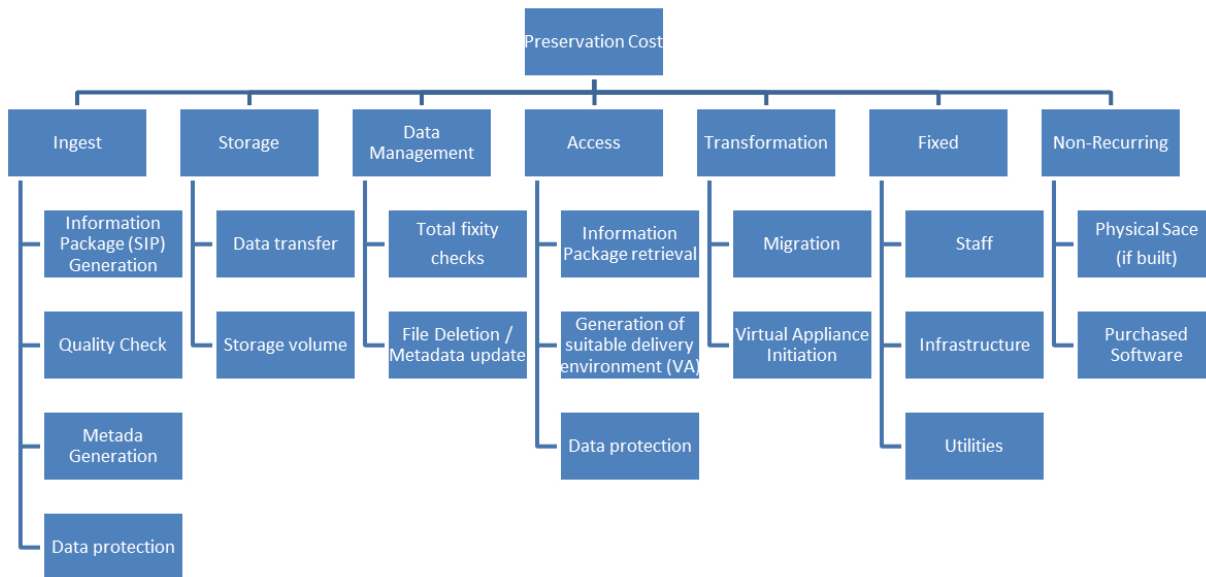 Preservation Cost
Ingest
Storage
Data
Management
Access
Transformation
Fixed
Non-Recurring
Information
Package (SIP)
Generation
Data transfer
Total fixity
checks
Information
Package retrieval
Migration
Staff
Physical Sace
(if built)
Quality Check
Storage volume
File Deletion /
Metadata update
Generation of
suitable delivery
environment (VA)
Virtual Appliance
Initiation
Infrastructure
Purchased
Software
Metada
Generation
Data protection
Utilities
Data protection